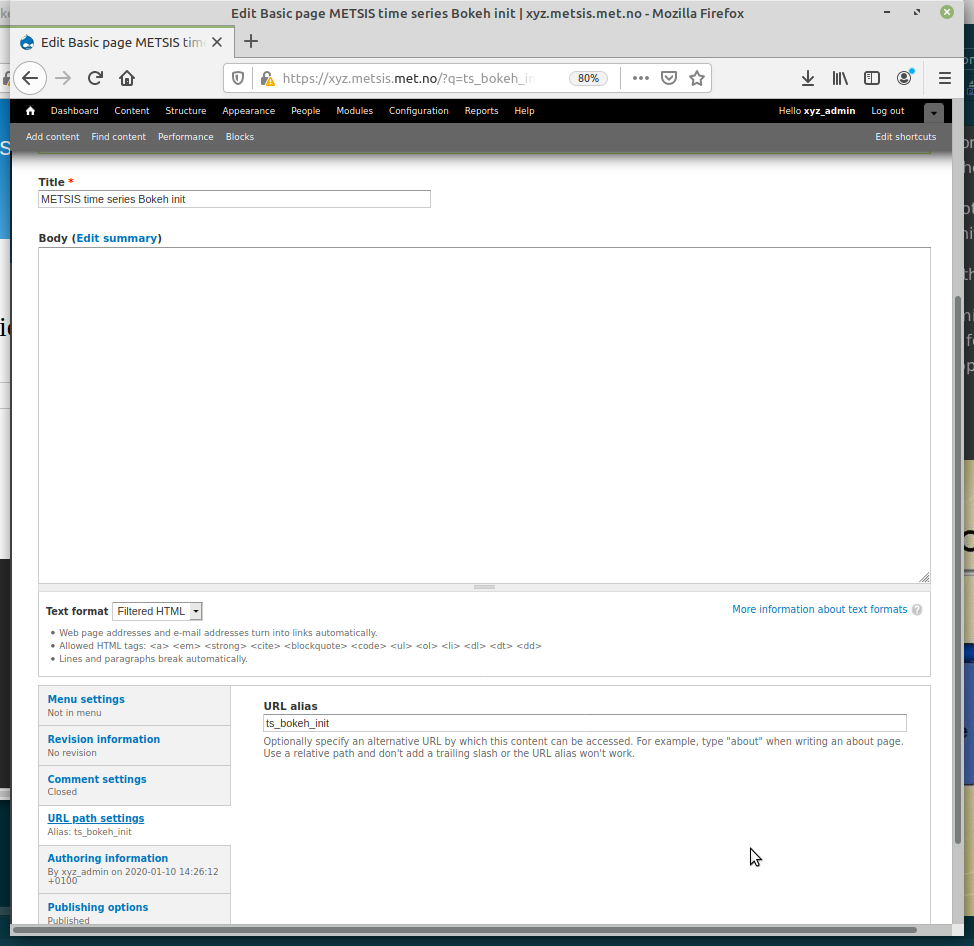 Edit Basic page METSIS time series Bokeh init | xyz.metsis.met.no - Mozilla Firefox
Edit Basic page METSIS tim
https://xyz.metsis.met.no/?q=ts_bokeh_in
80%
Dashboard Content Structure Appearance People Modules Configuration Reports Help Hello xyz_admin Log out
Add content Find content Performance Blocks Edit shortcuts
Title *
METSIS time series Bokeh init
Body (Edit summary)
Text format Filtered HTML
More information about text formats ?
• Web page addresses and e-mail addresses turn into links automatically.
• Allowed HTML tags: <a> <em> <strong> <cite> <blockquote> <code> <ul> <ol> <li> <dl> <dt> <dd>
• Lines and paragraphs break automatically.
Menu settings
Not in menu
Revision information
No revision
Comment settings
Closed
URL path settings
Alias: ts_bokeh_init
Authoring information
By xyz_admin on 2020-01-10 14:26:12
+0100
Publishing options
Published
URL alias
ts_bokeh_init
Optionally specify an alternative URL by which this content can be accessed. For example, type "about" when writing an about page.
Use a relative path and don't add a trailing slash or the URL alias won't work.